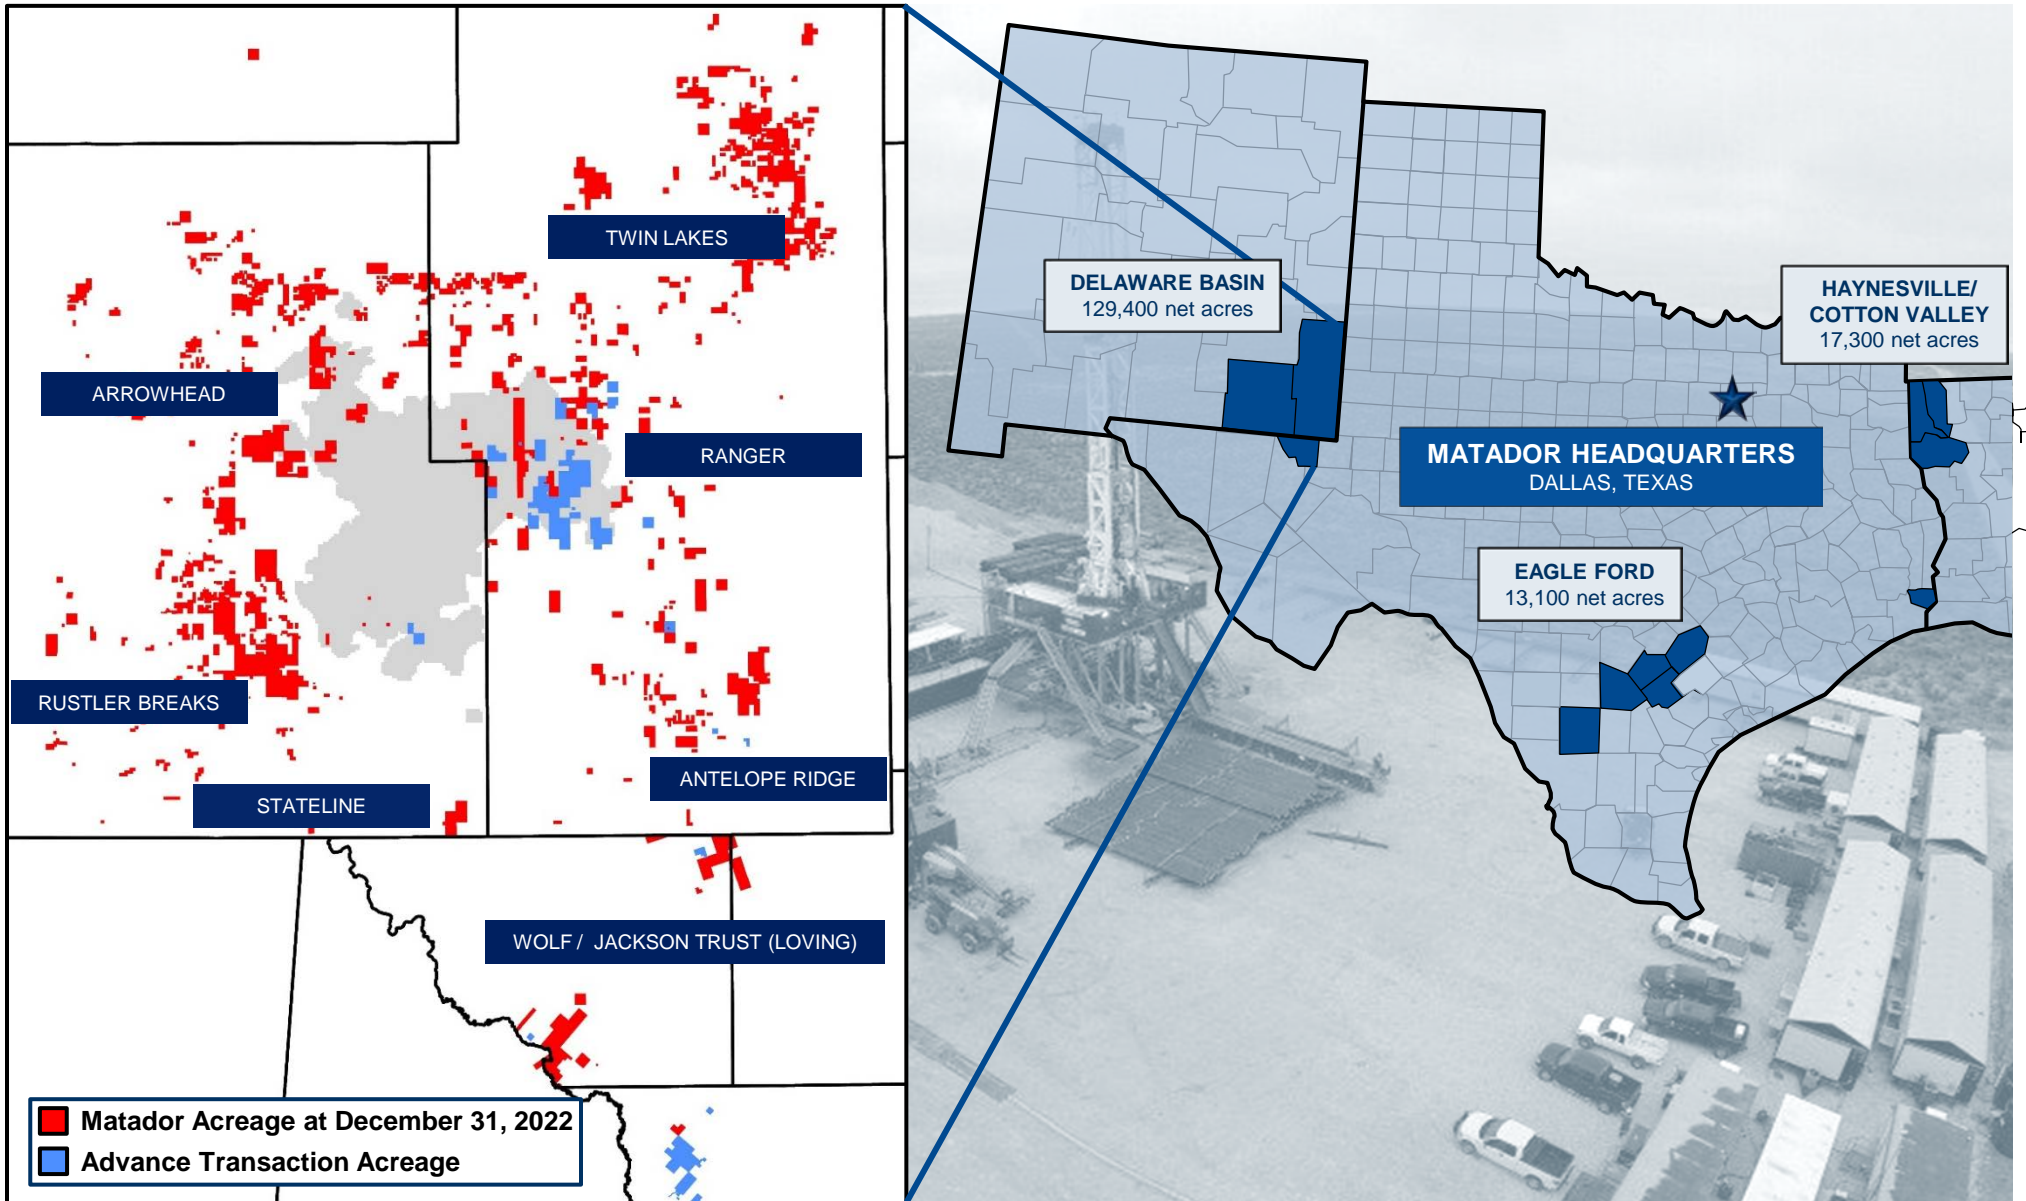 TWIN LAKES
ARROWHEAD
RANGER
RUSTLER BREAKS
ANTELOPE RIDGE
STATELINE
WOLF / JACKSON TRUST (LOVING)
Matador Acreage at December 31, 2022
Advance Transaction Acreage
DELAWARE BASIN
129,400 net acres
HAYNESVILLE/
COTTON VALLEY
17,300 net acres
MATADOR HEADQUARTERS
DALLAS, TEXAS
EAGLE FORD
13,100 net acres